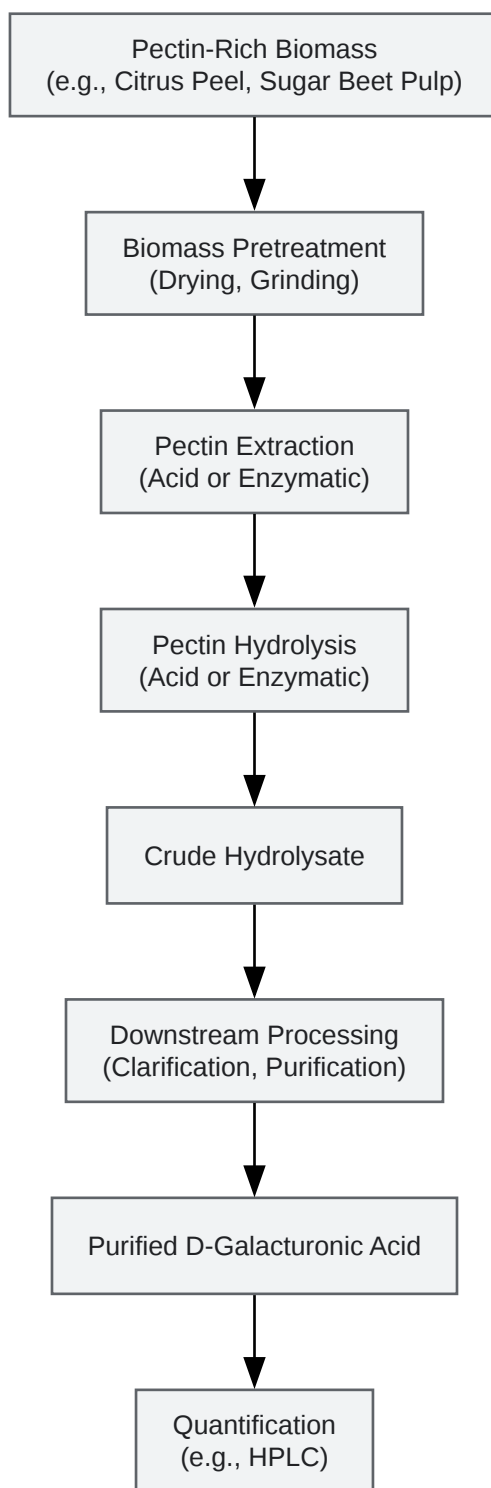 Pectin-Rich Biomass
(e.g., Citrus Peel, Sugar Beet Pulp)
Biomass Pretreatment
(Drying, Grinding)
Pectin Extraction
(Acid or Enzymatic)
Pectin Hydrolysis
(Acid or Enzymatic)
Crude Hydrolysate
Downstream Processing
(Clarification, Purification)
Purified D-Galacturonic Acid
Quantification
(e.g., HPLC)